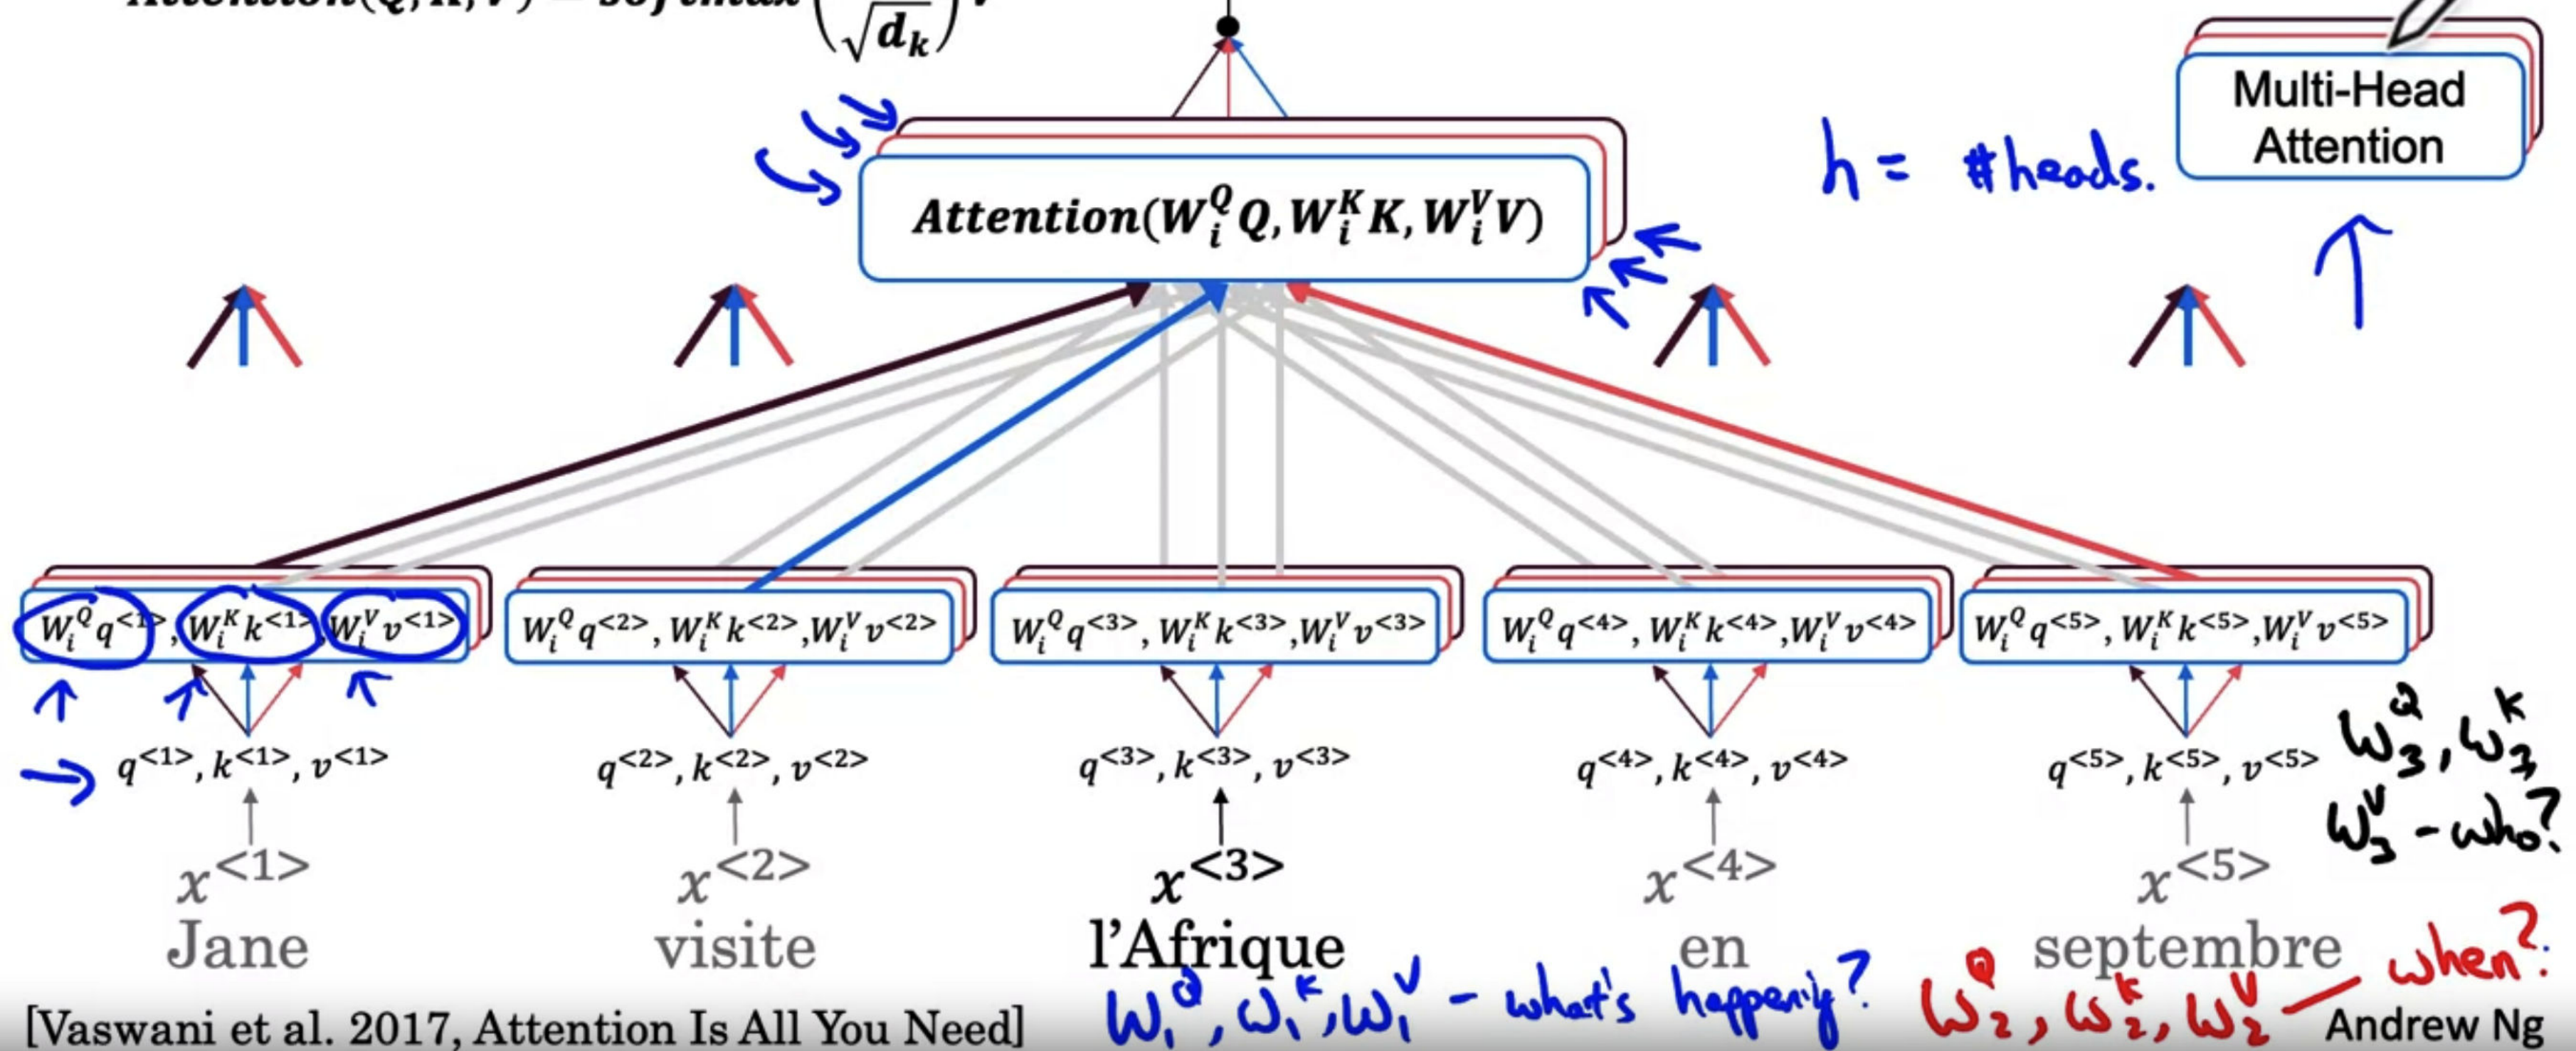 Attention(Q, K, V) = softmax( / √d_k ) V
Multi-Head
Attention
h = #heads.
Attention(W_i^Q Q, W_i^K K, W_i^V V)
W_i^Q q^<1>, W_i^K k^<1>, W_i^V v^<1>
W_i^Q q^<2>, W_i^K k^<2>, W_i^V v^<2>
W_i^Q q^<3>, W_i^K k^<3>, W_i^V v^<3>
W_i^Q q^<4>, W_i^K k^<4>, W_i^V v^<4>
W_i^Q q^<5>, W_i^K k^<5>, W_i^V v^<5>
q^<1>, k^<1>, v^<1>
q^<2>, k^<2>, v^<2>
q^<3>, k^<3>, v^<3>
q^<4>, k^<4>, v^<4>
q^<5>, k^<5>, v^<5>
W_3^Q, W_3^K,
W_3^V - who?
x^<1>
x^<2>
x^<3>
x^<4>
x^<5>
Jane
visite
l'Afrique
en
septembre
W_1^Q, W_1^K, W_1^V - what's happening?
W_2^Q, W_2^K, W_2^V - when?
[Vaswani et al. 2017, Attention Is All You Need]
Andrew Ng